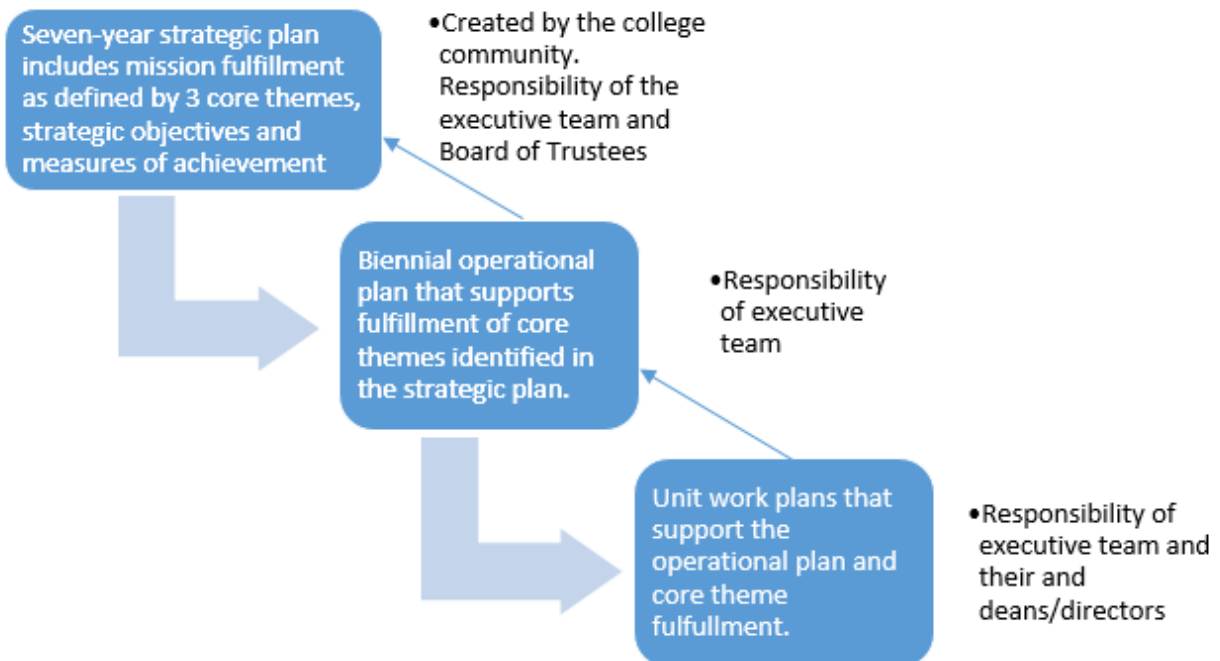 Seven-year strategic plan
includes mission fulfillment
as defined by 3 core themes,
strategic objectives and
measures of achievement
•Created by the college
community.
Responsibility of the
executive team and
Board of Trustees
Biennial operational
plan that supports
fulfillment of core
themes identified in
the strategic plan.
•Responsibility
of executive
team
Unit work plans that
support the
operational plan and
core theme
fulfullment.
•Responsibility of
executive team and
their and
deans/directors